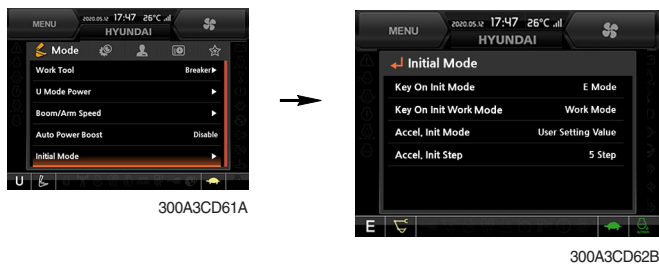 MENU
2020.05.12 17:47 26°C
HYUNDAI
Mode
Work Tool Breaker▶
U Mode Power ▶
Boom/Arm Speed ▶
Auto Power Boost Disable
Initial Mode ▶
U
300A3CD61A
MENU
2020.05.12 17:47 26°C
HYUNDAI
Initial Mode
Key On Init Mode E Mode
Key On Init Work Mode Work Mode
Accel, Init Mode User Setting Value
Accel, Init Step 5 Step
E
300A3CD62B